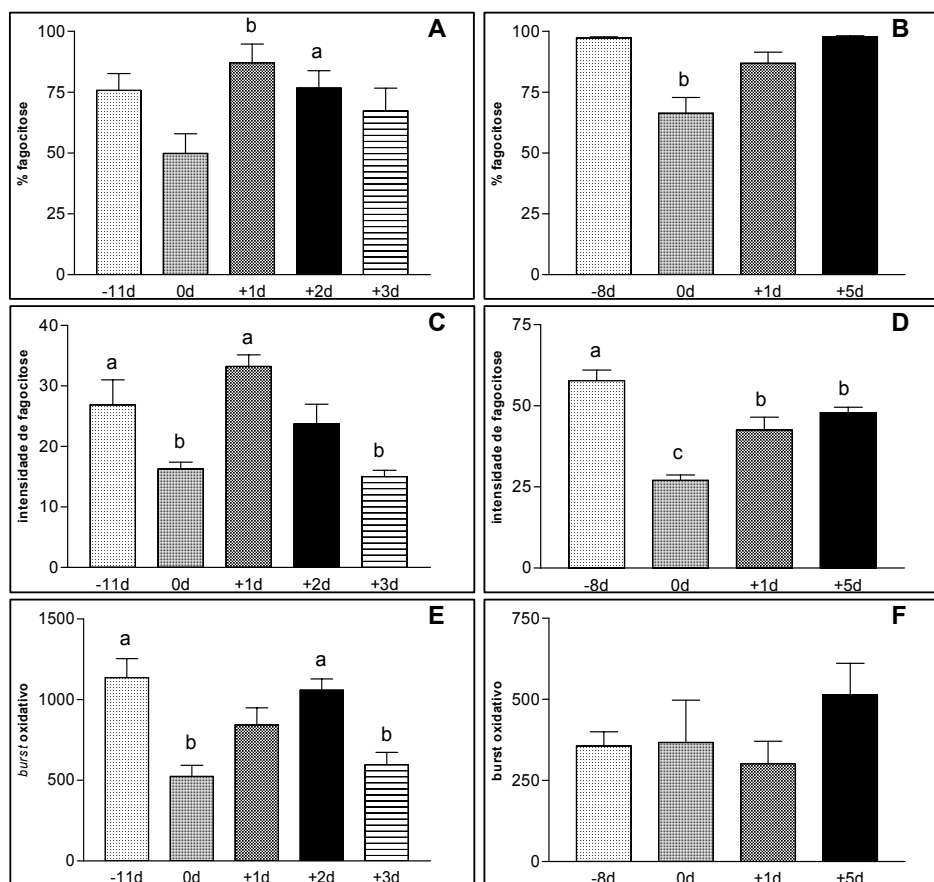 A
% fagocitose
100
75
50
25
0
b
a
-11d 0d +1d +2d +3d
B
% fagocitose
100
75
50
25
0
b
-8d 0d +1d +5d
C
intensidade de fagocitose
40
30
20
10
0
a
b
a
b
-11d 0d +1d +2d +3d
D
intensidade de fagocitose
75
50
25
0
a
c
b
b
-8d 0d +1d +5d
E
burst oxidativo
1500
1000
500
0
a
b
a
b
-11d 0d +1d +2d +3d
F
burst oxidativo
750
500
250
0
-8d 0d +1d +5d